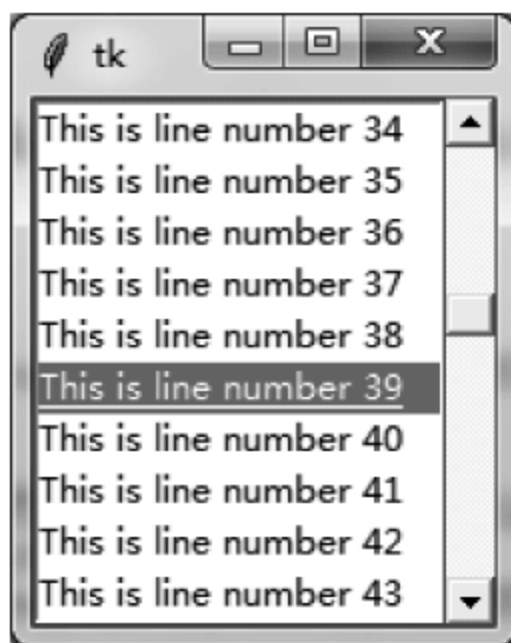 tk
This is line number 34
This is line number 35
This is line number 36
This is line number 37
This is line number 38
This is line number 39
This is line number 40
This is line number 41
This is line number 42
This is line number 43